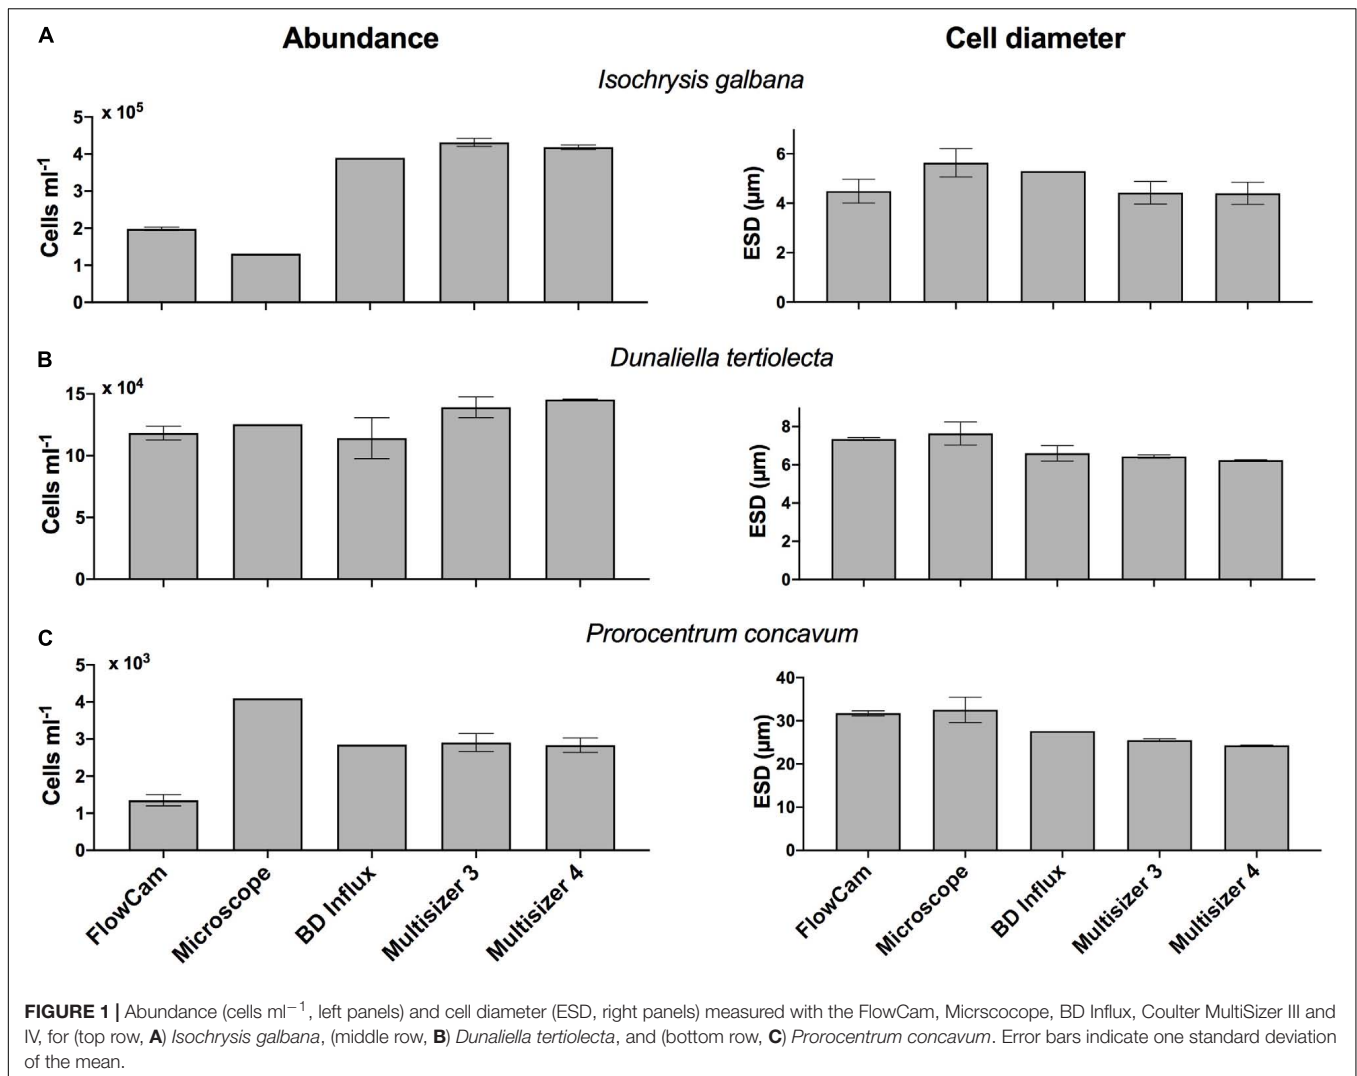 A
Abundance
Cell diameter
Isochrysis galbana
x 10⁵
5
4
3
2
1
0
Cells ml⁻¹
6
4
2
0
ESD (µm)
B
Dunaliella tertiolecta
x 10⁴
15
10
5
0
Cells ml⁻¹
8
6
4
2
0
ESD (µm)
C
Prorocentrum concavum
x 10³
5
4
3
2
1
0
Cells ml⁻¹
40
30
20
10
0
ESD (µm)
FlowCam
Microscope
BD Influx
Multisizer 3
Multisizer 4
FlowCam
Microscope
BD Influx
Multisizer 3
Multisizer 4
FIGURE 1 | Abundance (cells ml⁻¹, left panels) and cell diameter (ESD, right panels) measured with the FlowCam, Micrscocope, BD Influx, Coulter MultiSizer III and
IV, for (top row, A) Isochrysis galbana, (middle row, B) Dunaliella tertiolecta, and (bottom row, C) Prorocentrum concavum. Error bars indicate one standard deviation
of the mean.